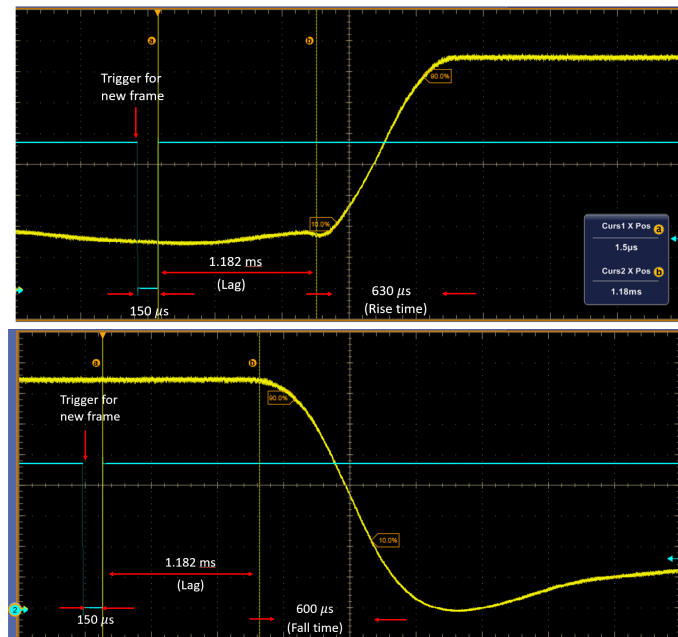 a
b
Trigger for
new frame
90.0%
10.0%
1.182 ms
(Lag)
150 μs
630 μs
(Rise time)
Curs1 X Pos a
1.5μs
Curs2 X Pos b
1.18ms
a
b
90.0%
Trigger for
new frame
10.0%
1.182 ms
(Lag)
2
150 μs
600 μs
(Fall time)